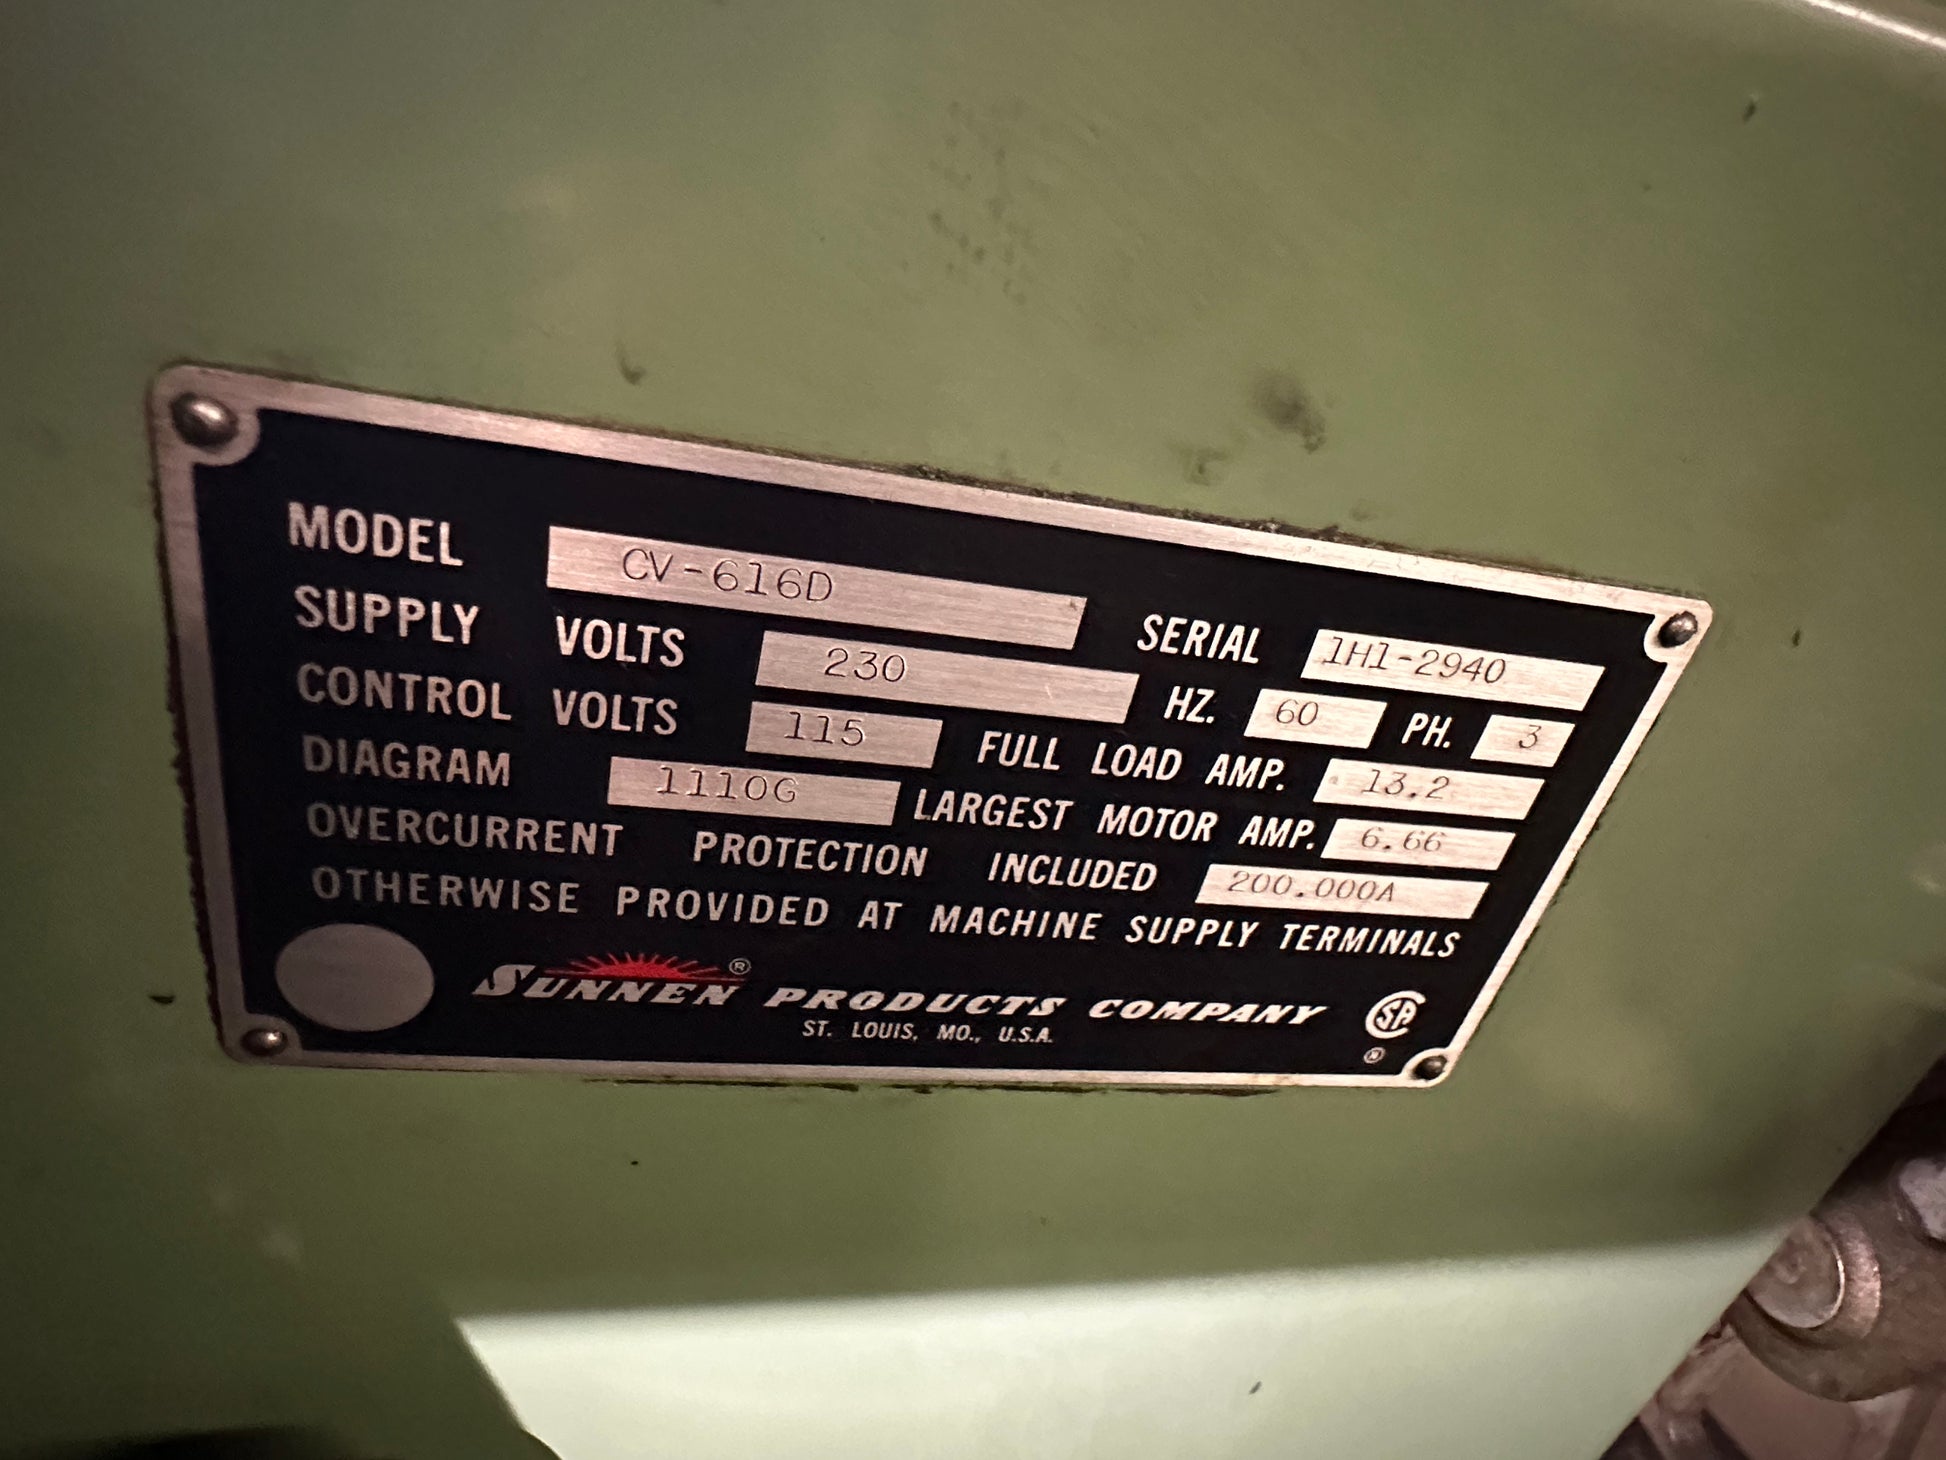 MODEL CV-616D SERIAL 1H1-2940
SUPPLY VOLTS 230 HZ. 60 PH. 3
CONTROL VOLTS 115 FULL LOAD AMP. 13.2
DIAGRAM 1110G LARGEST MOTOR AMP. 6.66
OVERCURRENT PROTECTION INCLUDED 200.000A
OTHERWISE PROVIDED AT MACHINE SUPPLY TERMINALS
SUNNEN ® PRODUCTS COMPANY CSA ®
ST. LOUIS, MO., U.S.A.